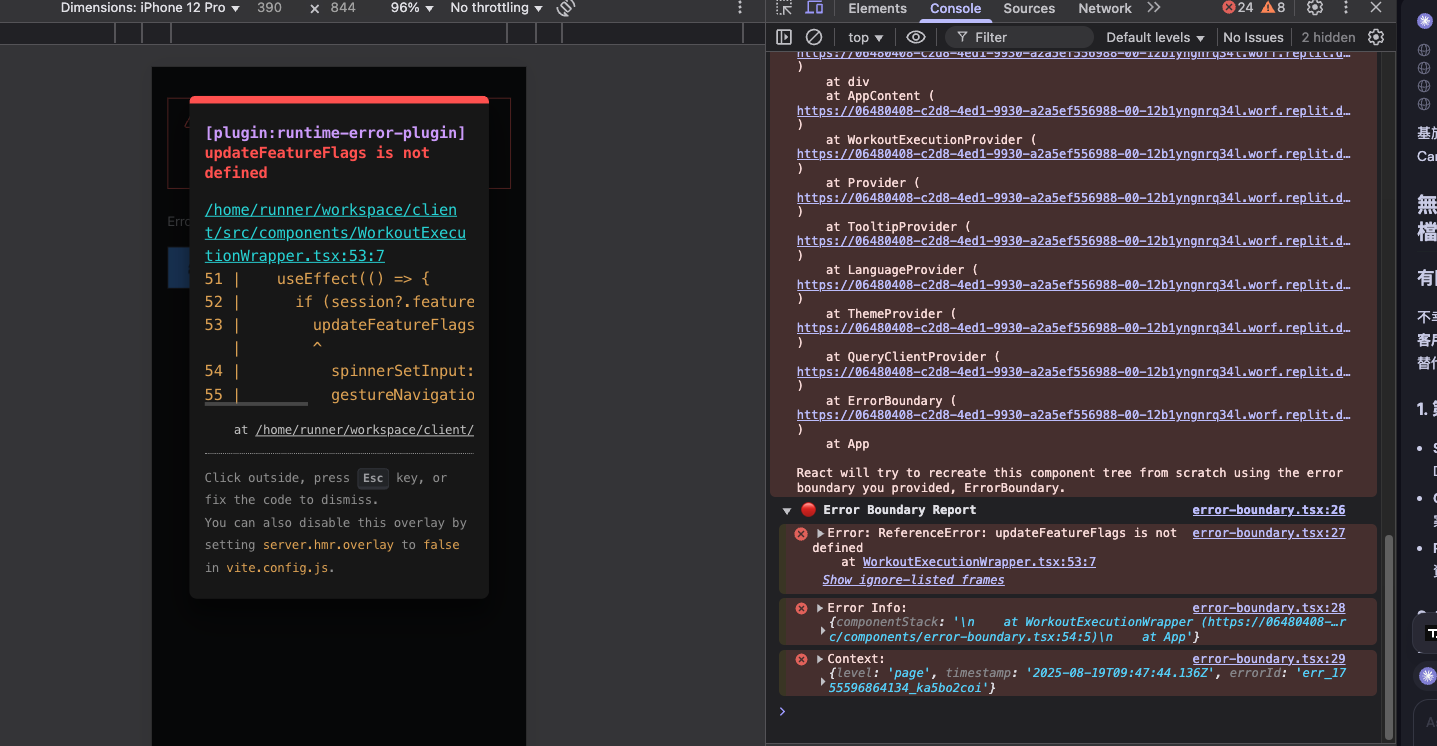 Dimensions: iPhone 12 Pro 390 × 844 96% No throttling
[plugin:runtime-error-plugin]
updateFeatureFlags is not
defined
/home/runner/workspace/clien
t/src/components/WorkoutExecu
tionWrapper.tsx:53:7
51 | useEffect(() => {
52 | if (session?.feature
53 | updateFeatureFlags
| ^
54 | spinnerSetInput:
55 | gestureNavigatio
at /home/runner/workspace/client/
Click outside, press Esc key, or
fix the code to dismiss.
You can also disable this overlay by
setting server.hmr.overlay to false
in vite.config.js.
Erro
Elements Console Sources Network 24 8
top Filter Default levels No Issues 2 hidden
https://06480408-c2d8-4ed1-9930-a2a5ef556988-00-12b1yngnrq34l.worf.replit.d…
)
at div
at AppContent (
https://06480408-c2d8-4ed1-9930-a2a5ef556988-00-12b1yngnrq34l.worf.replit.d…
)
at WorkoutExecutionProvider (
https://06480408-c2d8-4ed1-9930-a2a5ef556988-00-12b1yngnrq34l.worf.replit.d…
)
at Provider (
https://06480408-c2d8-4ed1-9930-a2a5ef556988-00-12b1yngnrq34l.worf.replit.d…
)
at TooltipProvider (
https://06480408-c2d8-4ed1-9930-a2a5ef556988-00-12b1yngnrq34l.worf.replit.d…
)
at LanguageProvider (
https://06480408-c2d8-4ed1-9930-a2a5ef556988-00-12b1yngnrq34l.worf.replit.d…
)
at ThemeProvider (
https://06480408-c2d8-4ed1-9930-a2a5ef556988-00-12b1yngnrq34l.worf.replit.d…
)
at QueryClientProvider (
https://06480408-c2d8-4ed1-9930-a2a5ef556988-00-12b1yngnrq34l.worf.replit.d…
)
at ErrorBoundary (
https://06480408-c2d8-4ed1-9930-a2a5ef556988-00-12b1yngnrq34l.worf.replit.d…
)
at App
React will try to recreate this component tree from scratch using the error
boundary you provided, ErrorBoundary.
Error Boundary Report error-boundary.tsx:26
Error: ReferenceError: updateFeatureFlags is not error-boundary.tsx:27
defined
at WorkoutExecutionWrapper.tsx:53:7
Show ignore-listed frames
Error Info: error-boundary.tsx:28
{componentStack: '\n    at WorkoutExecutionWrapper (https://06480408-…r
c/components/error-boundary.tsx:54:5)\n    at App'}
Context: error-boundary.tsx:29
{level: 'page', timestamp: '2025-08-19T09:47:44.136Z', errorId: 'err_17
55596864134_ka5bo2coi'}
無
檔
1.